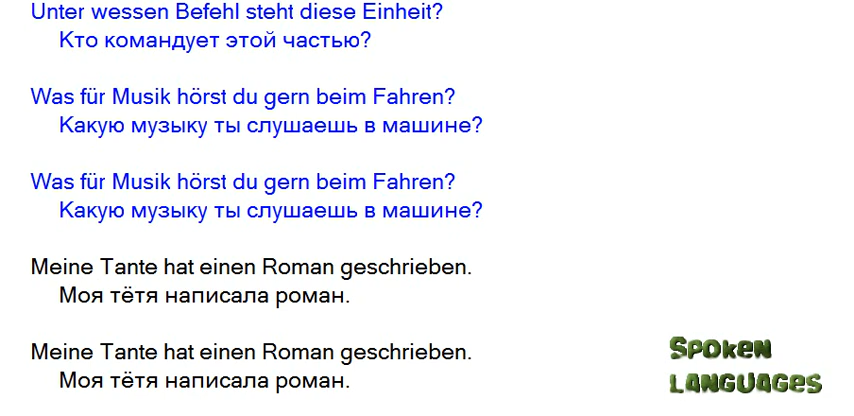 Unter wessen Befehl steht diese Einheit?
Кто командует этой частью?
Was für Musik hörst du gern beim Fahren?
Какую музыку ты слушаешь в машине?
Was für Musik hörst du gern beim Fahren?
Какую музыку ты слушаешь в машине?
Meine Tante hat einen Roman geschrieben.
Моя тётя написала роман.
Meine Tante hat einen Roman geschrieben.
Моя тётя написала роман.
Spoken
Languages